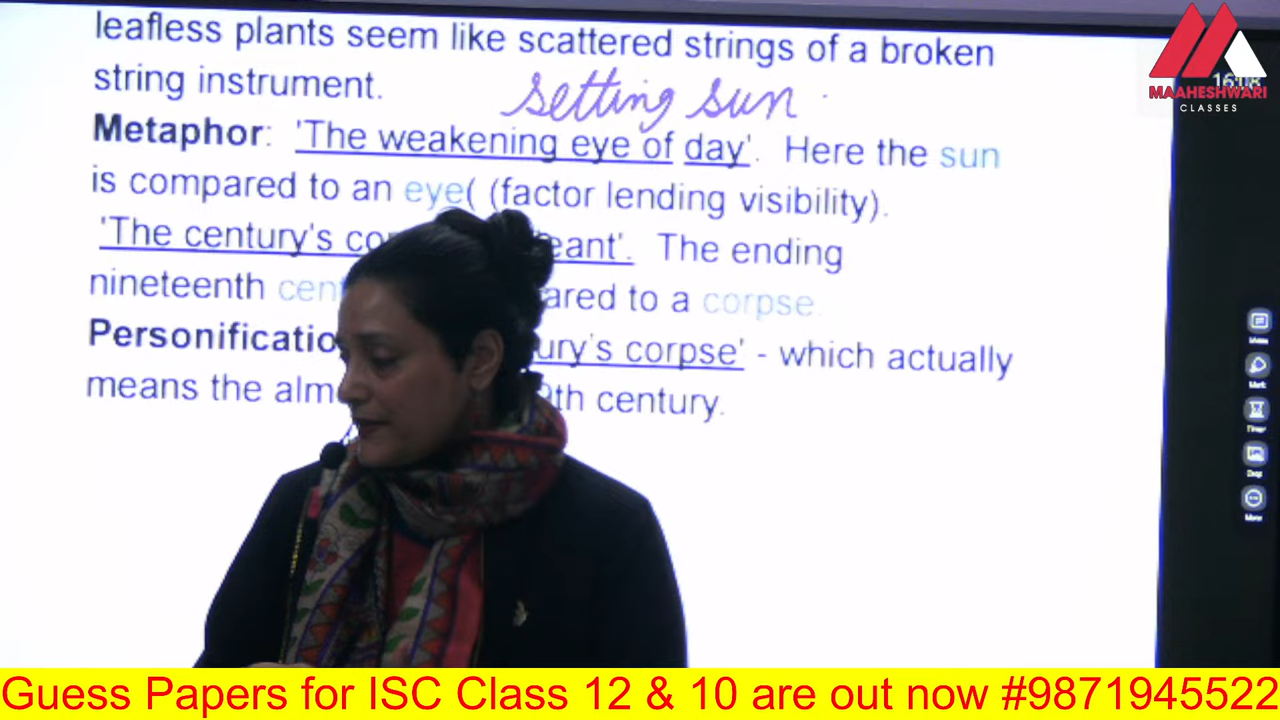 leafless plants seem like scattered strings of a broken
string instrument.
setting sun
Metaphor: 'The weakening eye of day'. Here the sun
is compared to an eye( (factor lending visibility).
'The century's eant'. The ending
nineteenth cen ared to a corpse.
Personificatio ury's corpse' - which actually
means the alm th century.
16:08
MAAHESHWARI
CLASSES
More
Guess Papers for ISC Class 12 & 10 are out now #9871945522